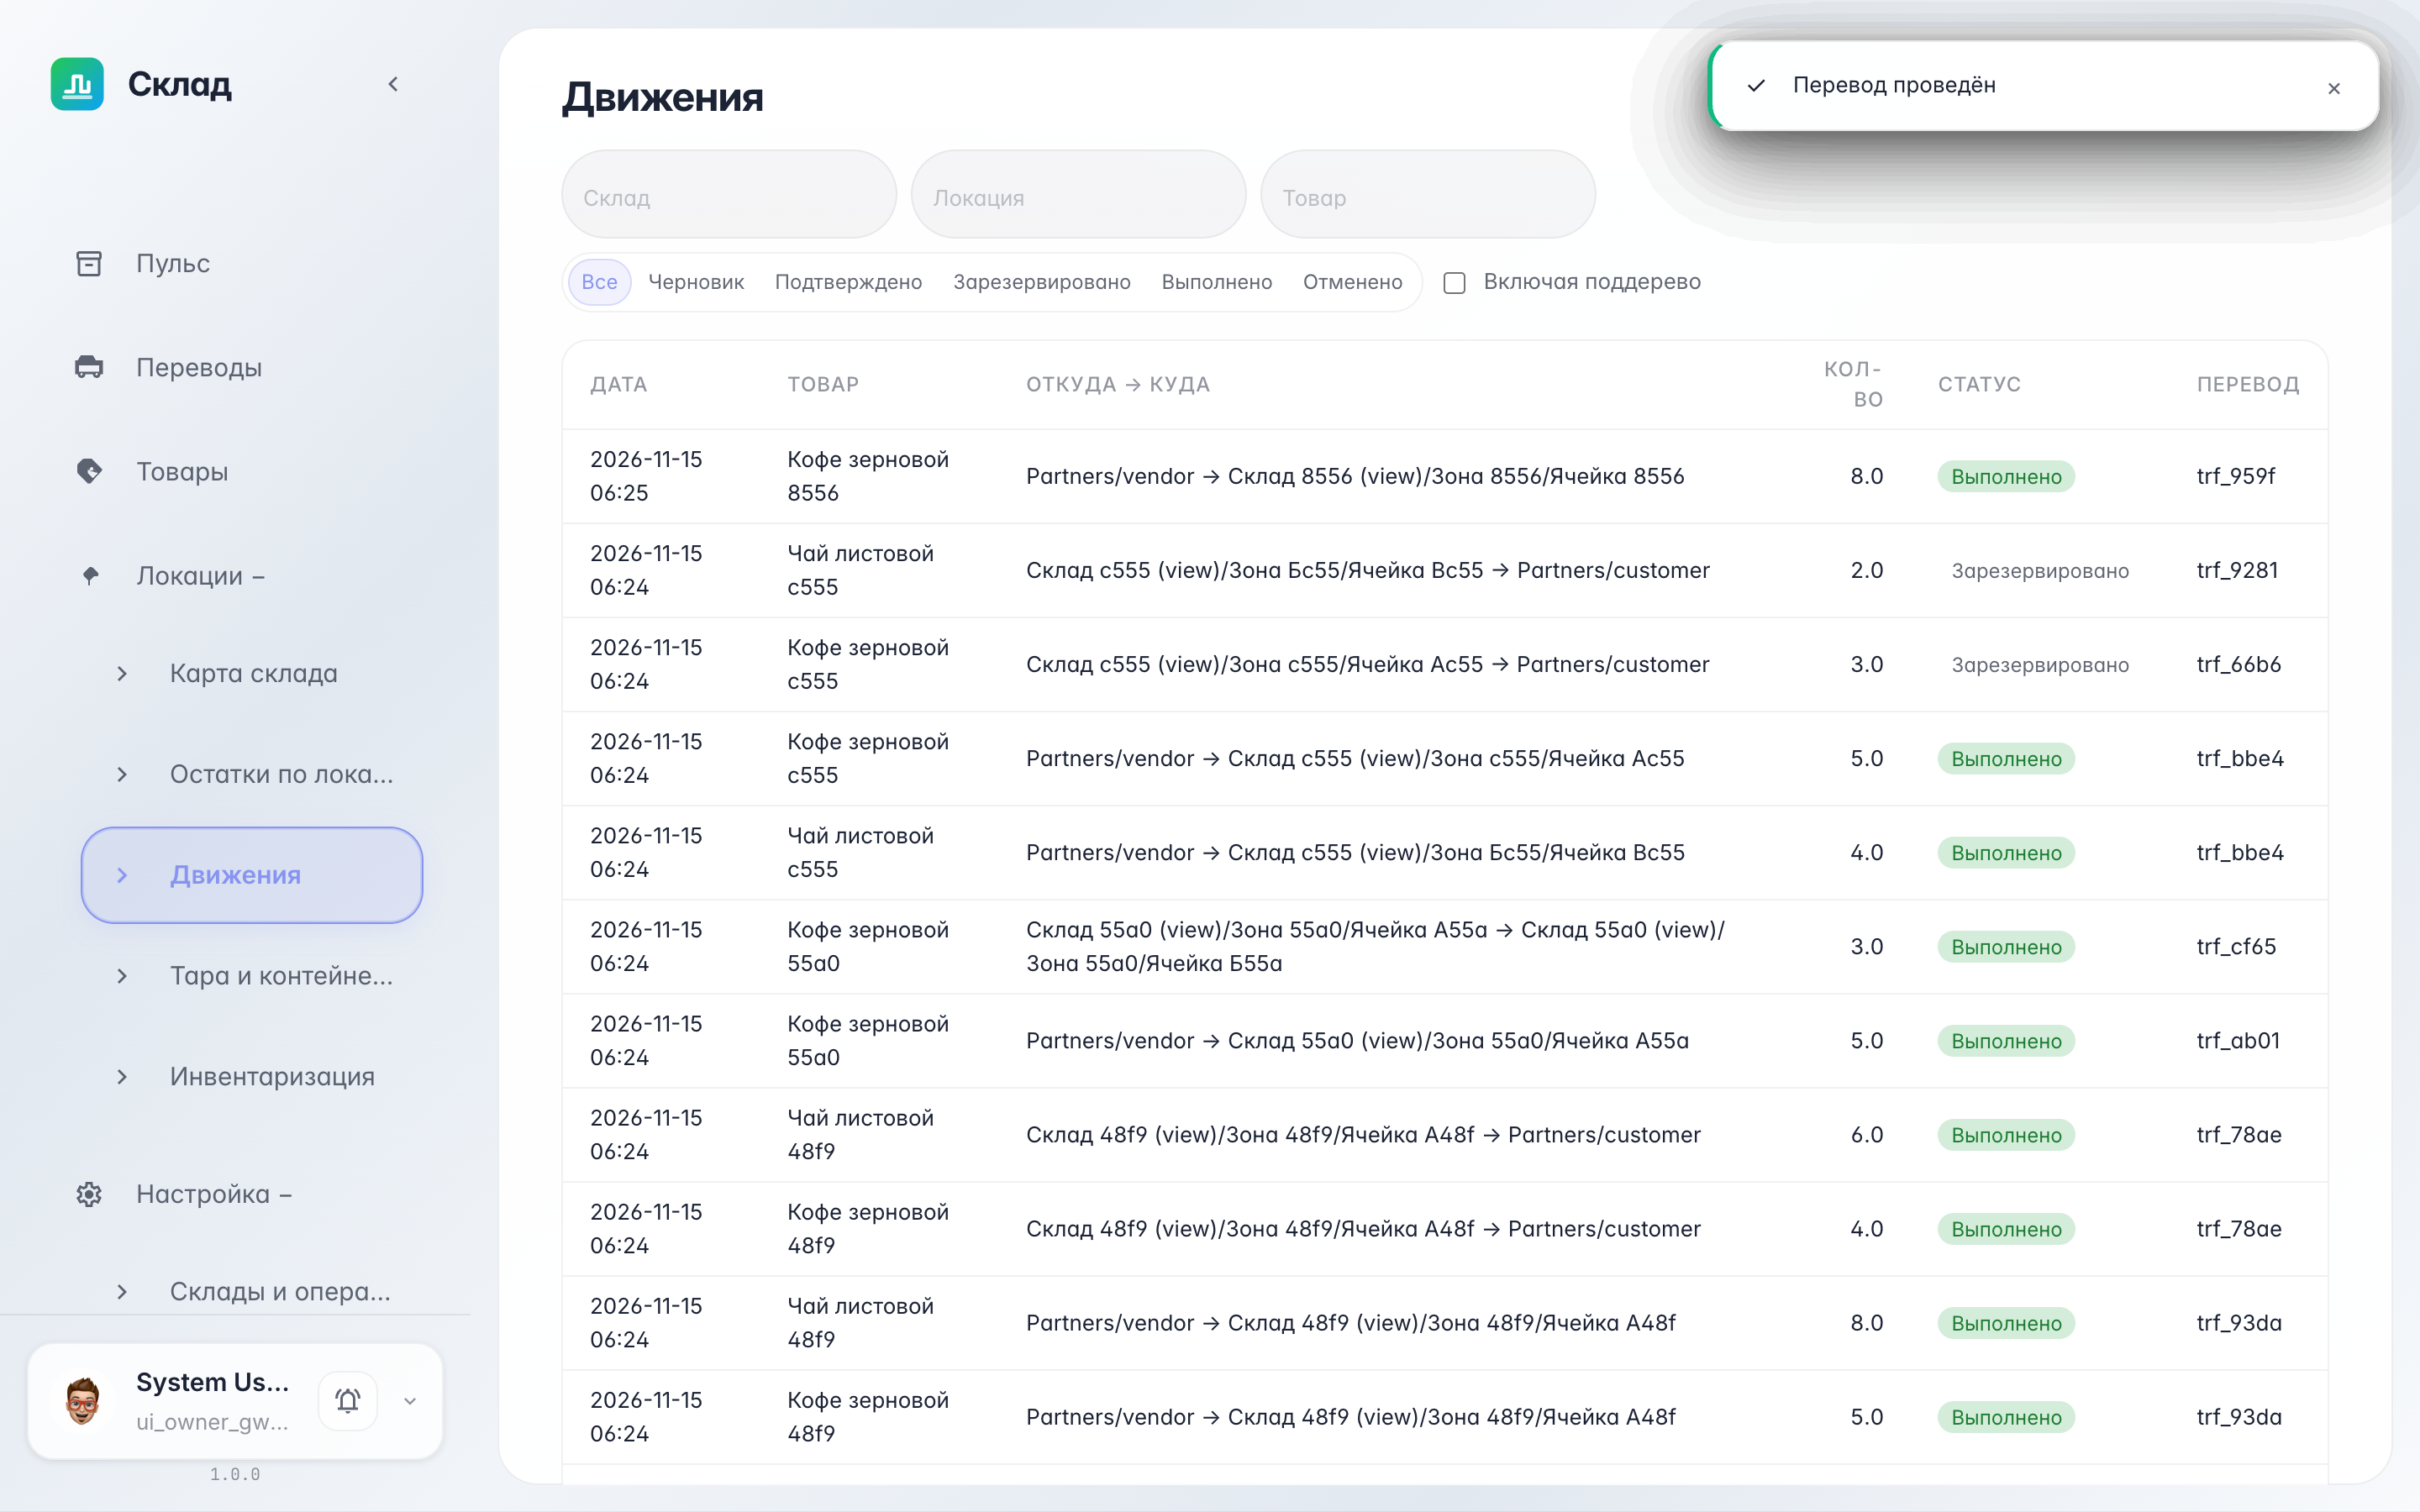 Склад
Пульс
Переводы
Товары
Локации –
Карта склада
Остатки по лока...
Движения
Тара и контейне...
Инвентаризация
Настройка –
Склады и опера...
System Us...
ui_owner_gw...
1.0.0
Движения
Перевод проведён
Склад Локация Товар
Все Черновик Подтверждено Зарезервировано Выполнено Отменено Включая поддерево
ДАТА ТОВАР ОТКУДА → КУДА КОЛ-ВО СТАТУС ПЕРЕВОД
2026-11-15 06:25 Кофе зерновой 8556 Partners/vendor → Склад 8556 (view)/Зона 8556/Ячейка 8556 8.0 Выполнено trf_959f
2026-11-15 06:24 Чай листовой c555 Склад c555 (view)/Зона Бc55/Ячейка Вc55 → Partners/customer 2.0 Зарезервировано trf_9281
2026-11-15 06:24 Кофе зерновой c555 Склад c555 (view)/Зона c555/Ячейка Аc55 → Partners/customer 3.0 Зарезервировано trf_66b6
2026-11-15 06:24 Кофе зерновой c555 Partners/vendor → Склад c555 (view)/Зона c555/Ячейка Аc55 5.0 Выполнено trf_bbe4
2026-11-15 06:24 Чай листовой c555 Partners/vendor → Склад c555 (view)/Зона Бc55/Ячейка Вc55 4.0 Выполнено trf_bbe4
2026-11-15 06:24 Кофе зерновой 55a0 Склад 55a0 (view)/Зона 55a0/Ячейка А55a → Склад 55a0 (view)/Зона 55a0/Ячейка Б55a 3.0 Выполнено trf_cf65
2026-11-15 06:24 Кофе зерновой 55a0 Partners/vendor → Склад 55a0 (view)/Зона 55a0/Ячейка А55a 5.0 Выполнено trf_ab01
2026-11-15 06:24 Чай листовой 48f9 Склад 48f9 (view)/Зона 48f9/Ячейка А48f → Partners/customer 6.0 Выполнено trf_78ae
2026-11-15 06:24 Кофе зерновой 48f9 Склад 48f9 (view)/Зона 48f9/Ячейка А48f → Partners/customer 4.0 Выполнено trf_78ae
2026-11-15 06:24 Чай листовой 48f9 Partners/vendor → Склад 48f9 (view)/Зона 48f9/Ячейка А48f 8.0 Выполнено trf_93da
2026-11-15 06:24 Кофе зерновой 48f9 Partners/vendor → Склад 48f9 (view)/Зона 48f9/Ячейка А48f 5.0 Выполнено trf_93da